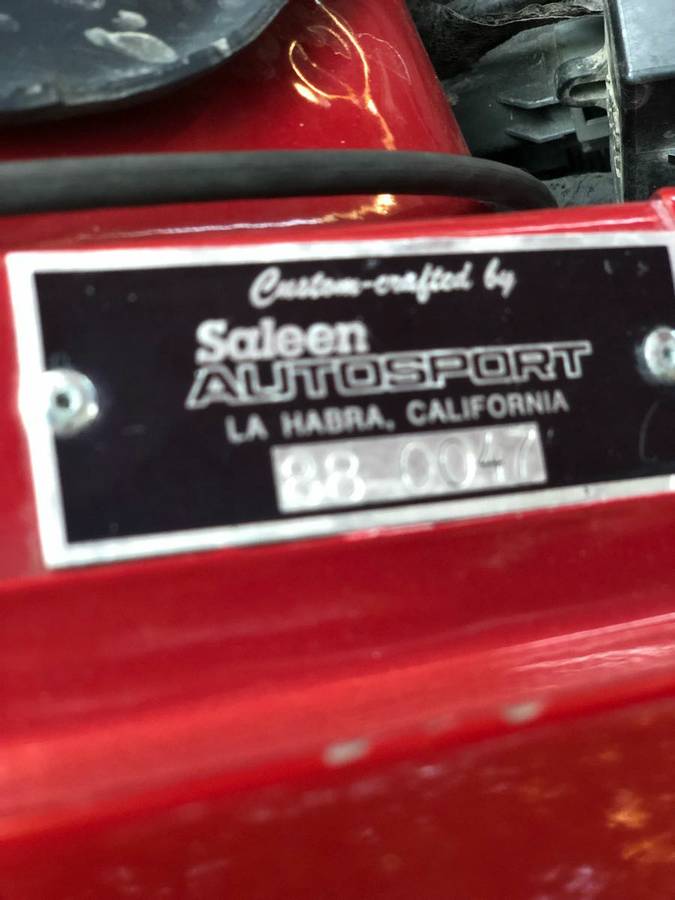 Custom-crafted by
Saleen
AUTOSPORT
LA HABRA, CALIFORNIA
88 0047